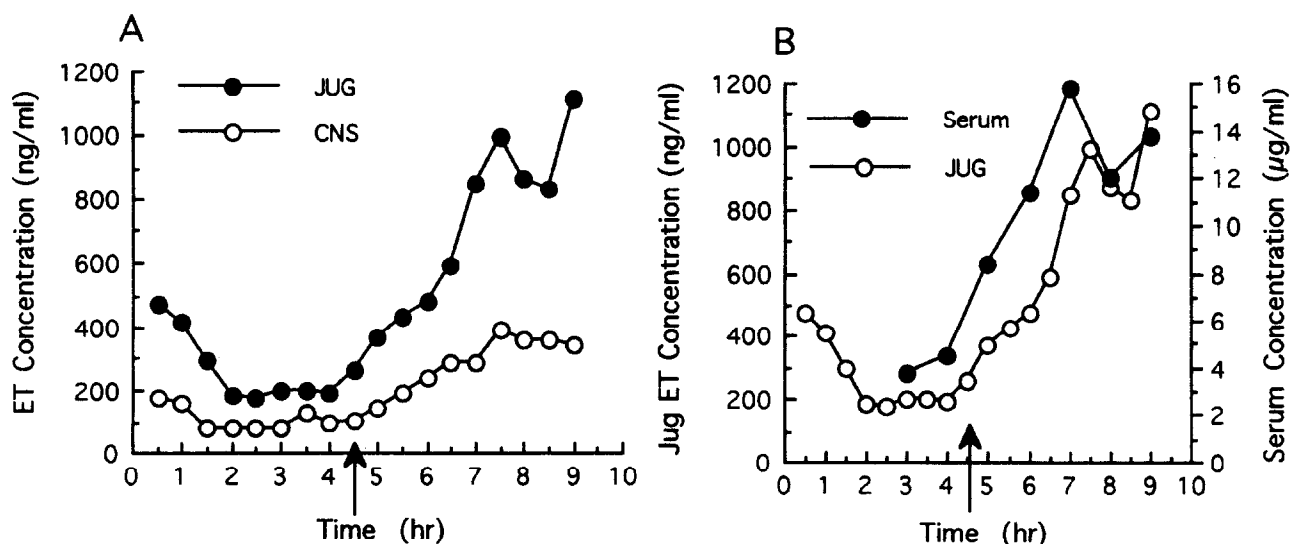 A
ET Concentration (ng/ml)
1200
1000
800
600
400
200
0
JUG
CNS
0 1 2 3 4 5 6 7 8 9 10
Time (hr)
B
Jug ET Concentration (ng/ml)
1200
1000
800
600
400
200
0
Serum
JUG
16
14
12
10
8
6
4
2
0
Serum Concentration (µg/ml)
0 1 2 3 4 5 6 7 8 9 10
Time (hr)